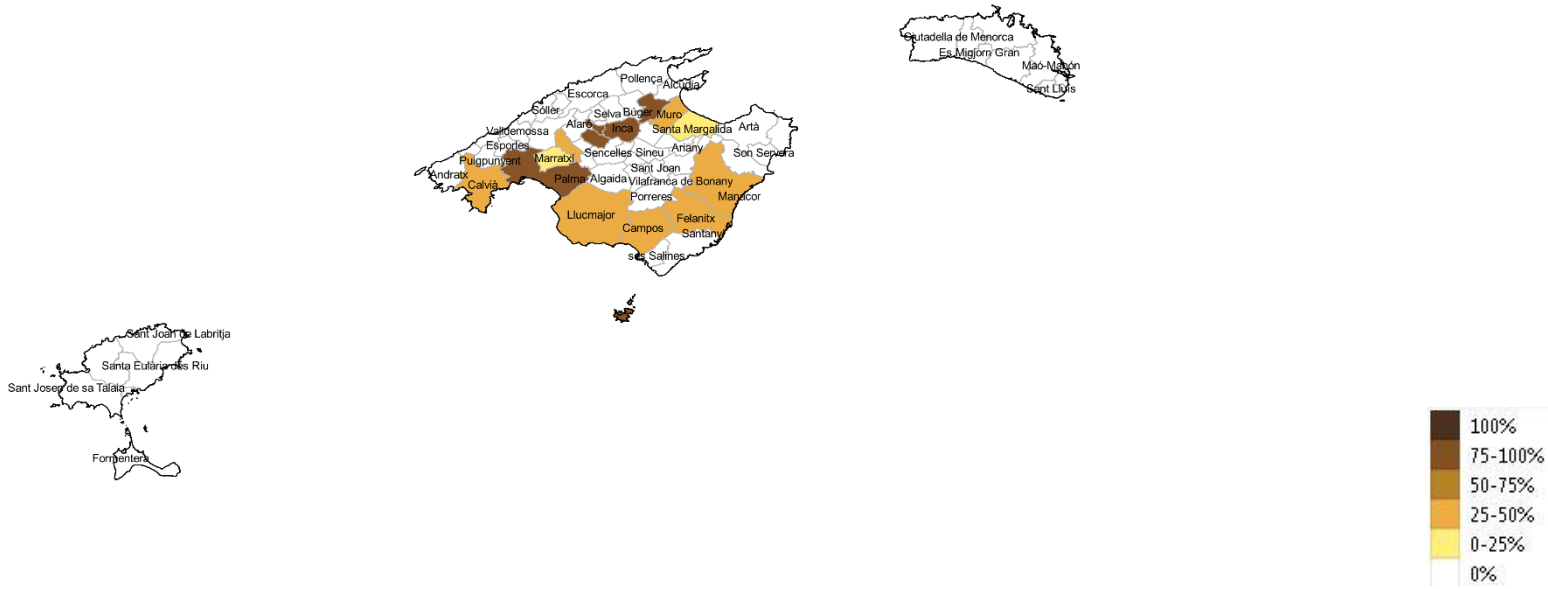 Ciutadella de Menorca
Es Migjorn Gran
Maó-Mahón
Sant Lluís
Pollença
Alcúdia
Escorca
Sóller
Selva
Búger
Muro
Alaró
Inca
Santa Margalida
Artà
Valldemossa
Esporles
Ariany
Sencelles
Sineu
Son Servera
Puigpunyent
Marratxí
Sant Joan
Andratx
Calvià
Palma
Algaida
Vilafranca de Bonany
Manacor
Porreres
Llucmajor
Felanitx
Campos
Santanyí
ses Salines
Sant Joan de Labritja
Santa Eulària des Riu
Sant Josep de sa Talaia
Formentera
100%
75-100%
50-75%
25-50%
0-25%
0%